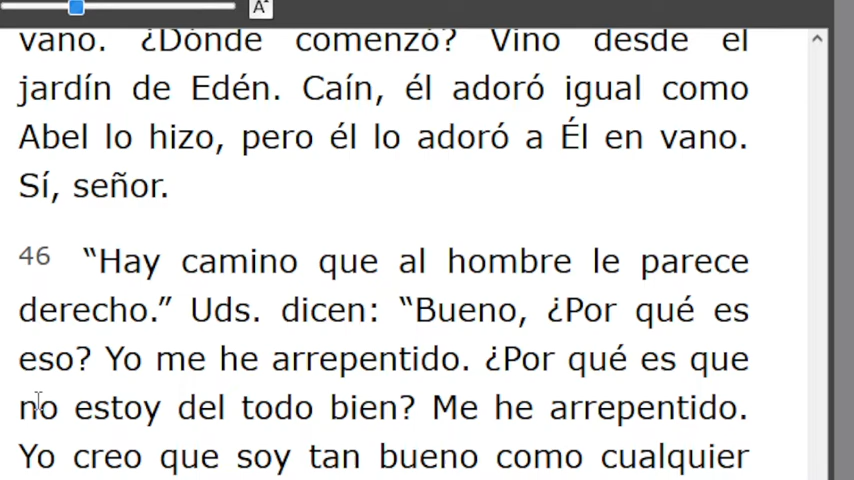 A
vano. ¿Dónde comenzó? Vino desde el
jardín de Edén. Caín, él adoró igual como
Abel lo hizo, pero él lo adoró a Él en vano.
Sí, señor.
46 “Hay camino que al hombre le parece
derecho.” Uds. dicen: “Bueno, ¿Por qué es
eso? Yo me he arrepentido. ¿Por qué es que
no estoy del todo bien? Me he arrepentido.
Yo creo que soy tan bueno como cualquier